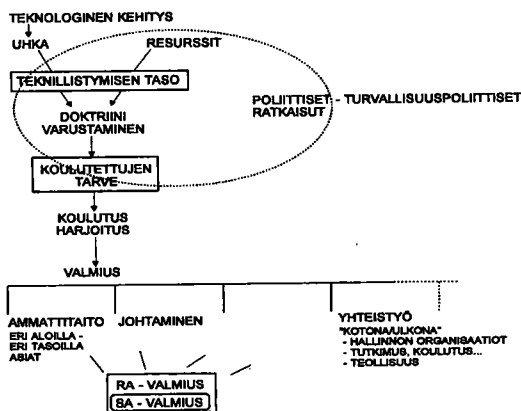 TEKNOLOGINEN KEHITYS
UHKA
RESURSSIT
TEKNILLISTYMISEN TASO
POLIITTISET - TURVALLISUUSPOLIITTISET
RATKAISUT
DOKTRIINI
VARUSTAMINEN
KOULUTETTUJEN
TARVE
KOULUTUS
HARJOITUS
VALMIUS
AMMATTITAITO
ERI ALOILLA -
ERI TASOILLA
ASIAT
JOHTAMINEN
YHTEISTYÖ
"KOTONA/ULKONA"
- HALLINNON ORGANISAATIOT
- TUTKIMUS, KOULUTUS...
- TEOLLISUUS
RA - VALMIUS
SA - VALMIUS